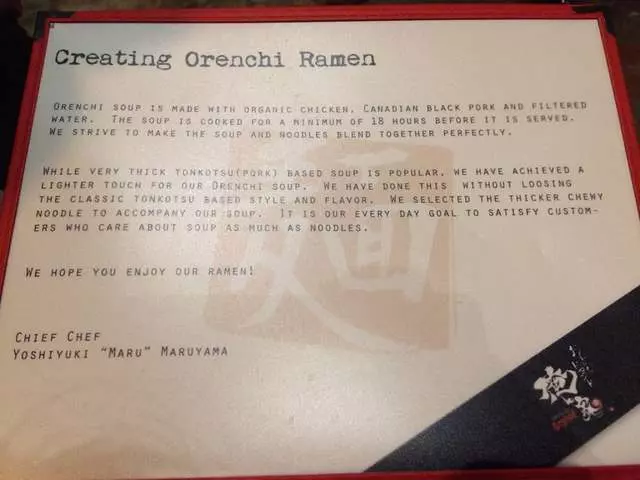 Creating Orenchi Ramen
ORENCHI SOUP IS MADE WITH ORGANIC CHICKEN, CANADIAN BLACK PORK AND FILTERED
WATER. THE SOUP IS COOKED FOR A MINIMUM OF 18 HOURS BEFORE IT IS SERVED.
WE STRIVE TO MAKE THE SOUP AND NOODLES BLEND TOGETHER PERFECTLY.
WHILE VERY THICK TONKOTSU(PORK) BASED SOUP IS POPULAR, WE HAVE ACHIEVED A
LIGHTER TOUCH FOR OUR ORENCHI SOUP. WE HAVE DONE THIS WITHOUT LOOSING
THE CLASSIC TONKOTSU BASED STYLE AND FLAVOR. WE SELECTED THE THICKER CHEWY
NOODLE TO ACCOMPANY OUR SOUP. IT IS OUR EVERY DAY GOAL TO SATISFY CUSTOM-
ERS WHO CARE ABOUT SOUP AS MUCH AS NOODLES.
WE HOPE YOU ENJOY OUR RAMEN!
CHIEF CHEF
YOSHIYUKI "MARU" MARUYAMA
麺